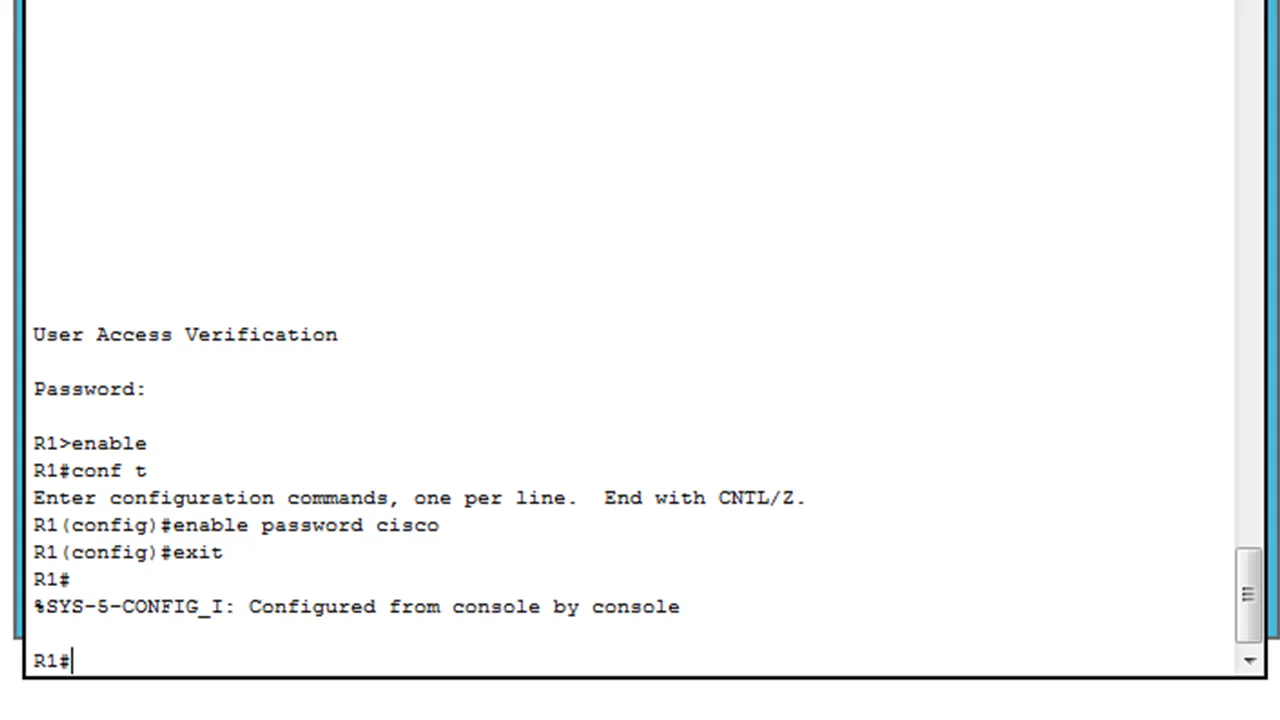 User Access Verification
Password:
R1>enable
R1#conf t
Enter configuration commands, one per line.  End with CNTL/Z.
R1(config)#enable password cisco
R1(config)#exit
R1#
%SYS-5-CONFIG_I: Configured from console by console
R1#